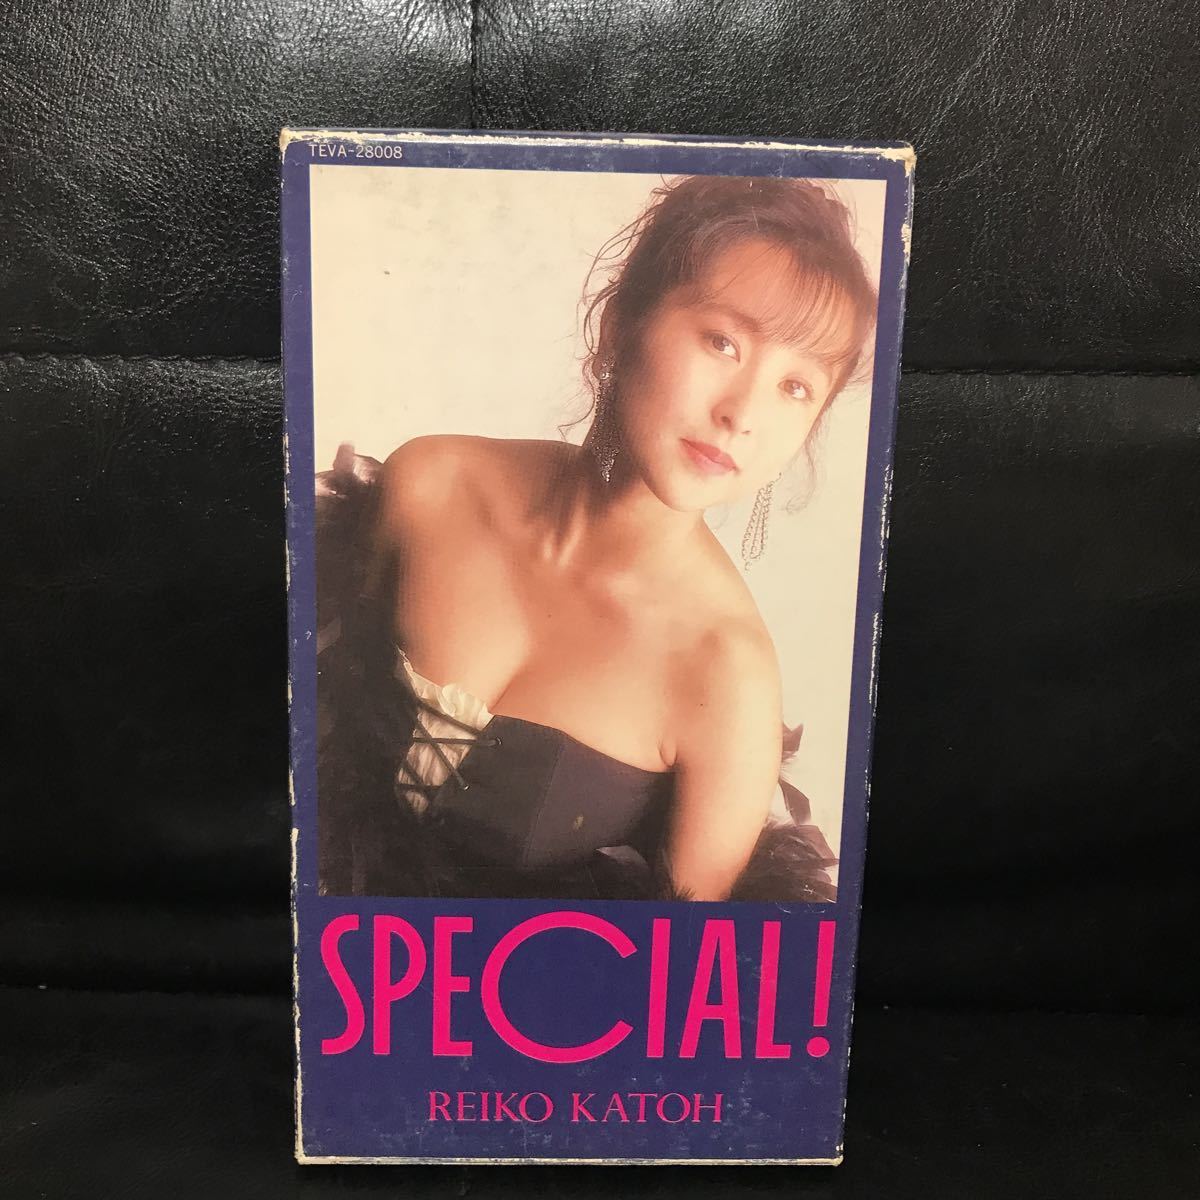 TEVA-28008
SPECIAL!
REIKO KATOH